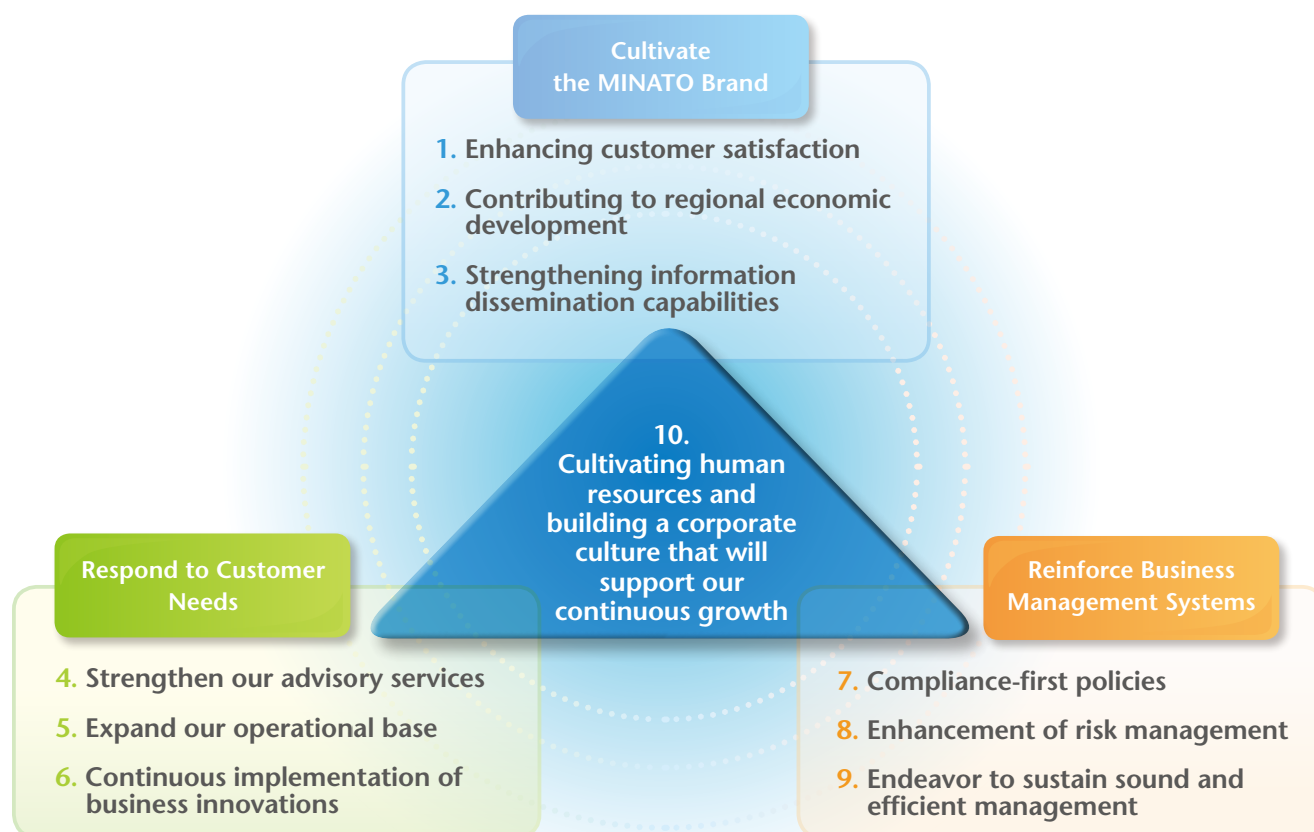 Cultivate
the MINATO Brand
1. Enhancing customer satisfaction
2. Contributing to regional economic
development
3. Strengthening information
dissemination capabilities
10.
Cultivating human
resources and
building a corporate
culture that will
support our
continuous growth
Respond to Customer
Needs
4. Strengthen our advisory services
5. Expand our operational base
6. Continuous implementation of
business innovations
Reinforce Business
Management Systems
7. Compliance-first policies
8. Enhancement of risk management
9. Endeavor to sustain sound and
efficient management